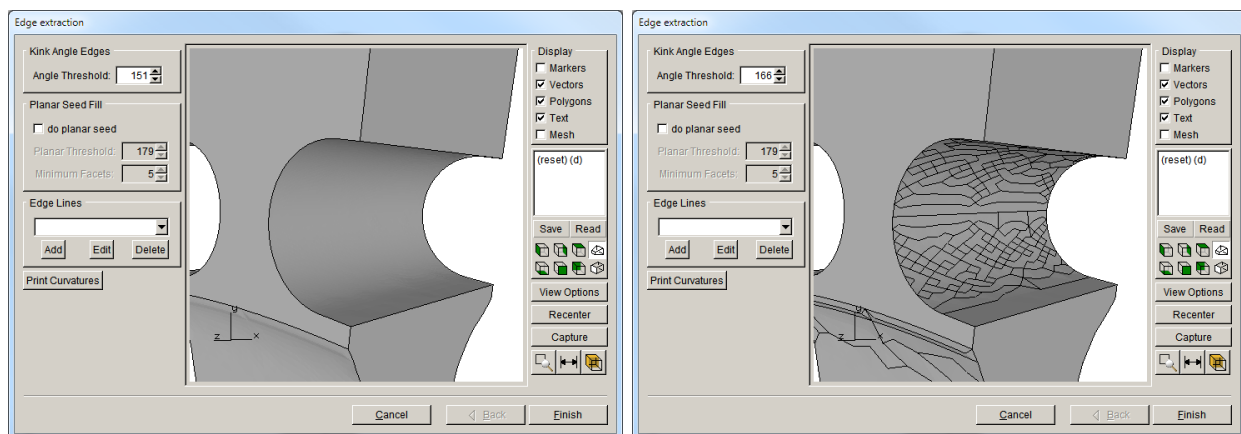 Edge extraction
Kink Angle Edges
Angle Threshold: 151
Planar Seed Fill
do planar seed
Planar Threshold: 179
Minimum Facets: 5
Edge Lines
Add Edit Delete
Print Curvatures
y
z x
Display
Markers
Vectors
Polygons
Text
Mesh
(reset) (d)
Save Read
View Options
Recenter
Capture
Cancel Back Finish
Edge extraction
Kink Angle Edges
Angle Threshold: 166
Planar Seed Fill
do planar seed
Planar Threshold: 179
Minimum Facets: 5
Edge Lines
Add Edit Delete
Print Curvatures
y
z x
Display
Markers
Vectors
Polygons
Text
Mesh
(reset) (d)
Save Read
View Options
Recenter
Capture
Cancel Back Finish